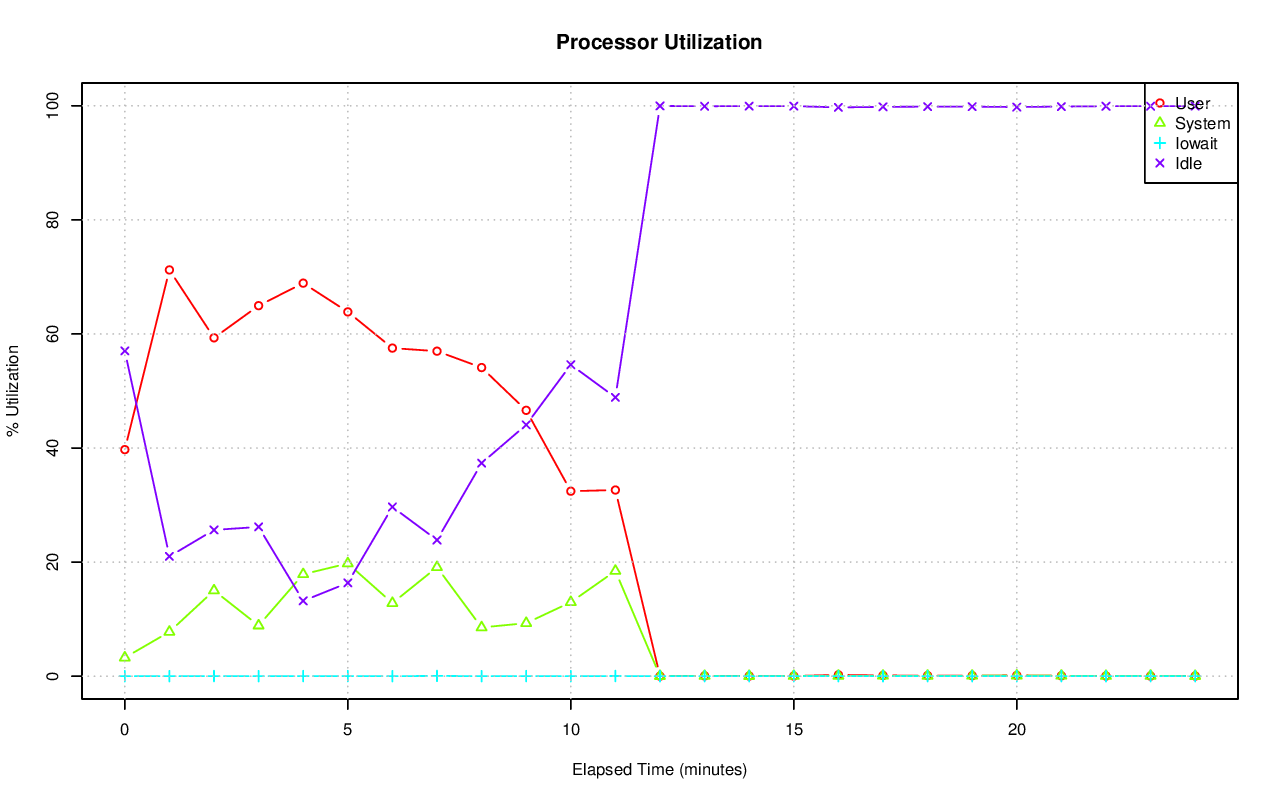 Processor Utilization
% Utilization
100
80
60
40
20
0
User
System
Iowait
Idle
0 5 10 15 20
Elapsed Time (minutes)